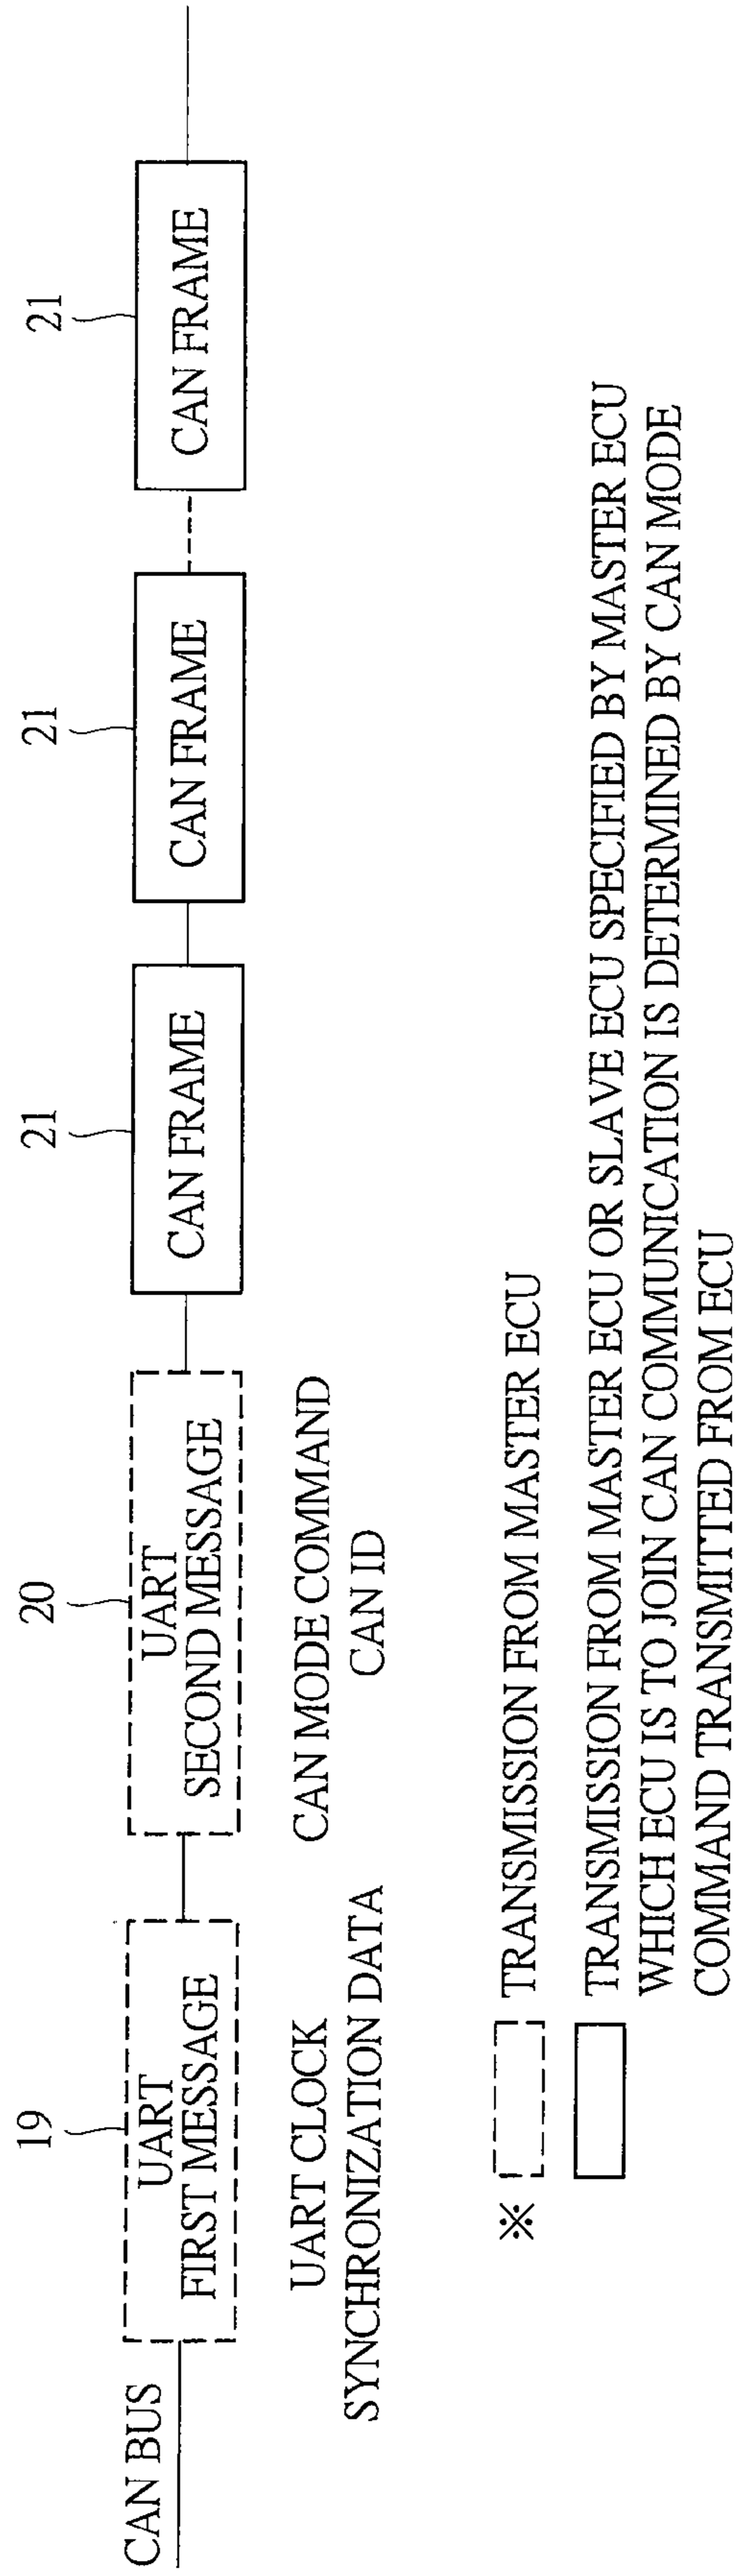 19
20
21
21
21
CAN BUS
UART
FIRST MESSAGE
UART
SECOND MESSAGE
CAN FRAME
CAN FRAME
CAN FRAME
UART CLOCK
SYNCHRONIZATION DATA
CAN MODE COMMAND
CAN ID
※
TRANSMISSION FROM MASTER ECU
TRANSMISSION FROM MASTER ECU OR SLAVE ECU SPECIFIED BY MASTER ECU
WHICH ECU IS TO JOIN CAN COMMUNICATION IS DETERMINED BY CAN MODE
COMMAND TRANSMITTED FROM ECU